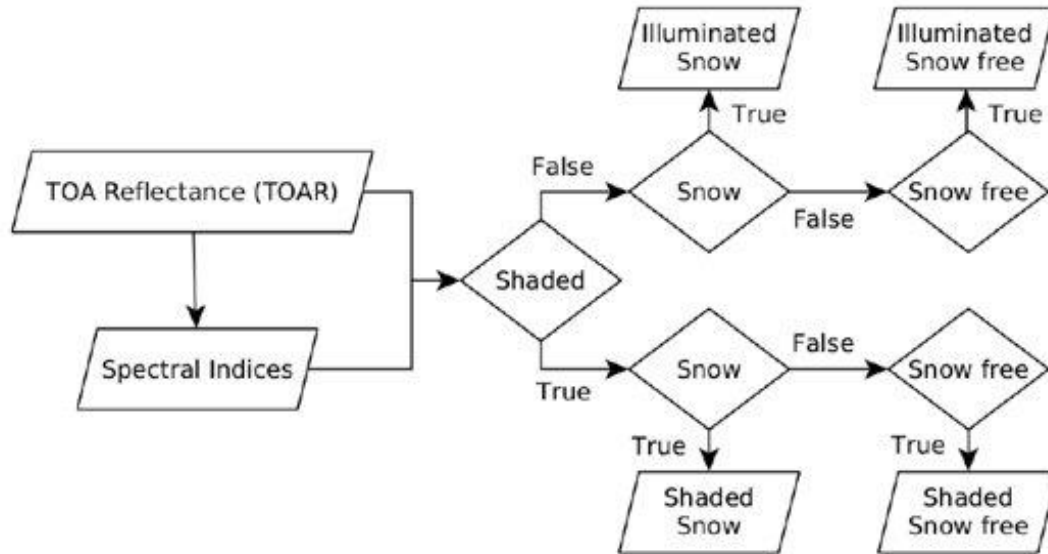 Illuminated
Snow
Illuminated
Snow free
True
True
False
TOA Reflectance (TOAR)
Snow
Snow free
False
Shaded
Spectral Indices
False
Snow
Snow free
True
True
True
Shaded
Snow
Shaded
Snow free